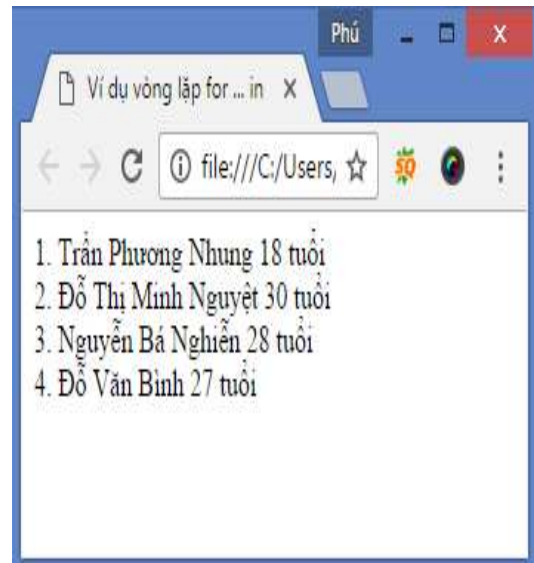 Phú
Ví dụ vòng lặp for ... in
file:///C:/Users,
SQ
1. Trần Phương Nhung 18 tuổi
2. Đỗ Thị Minh Nguyệt 30 tuổi
3. Nguyễn Bá Nghiễn 28 tuổi
4. Đỗ Văn Bình 27 tuổi